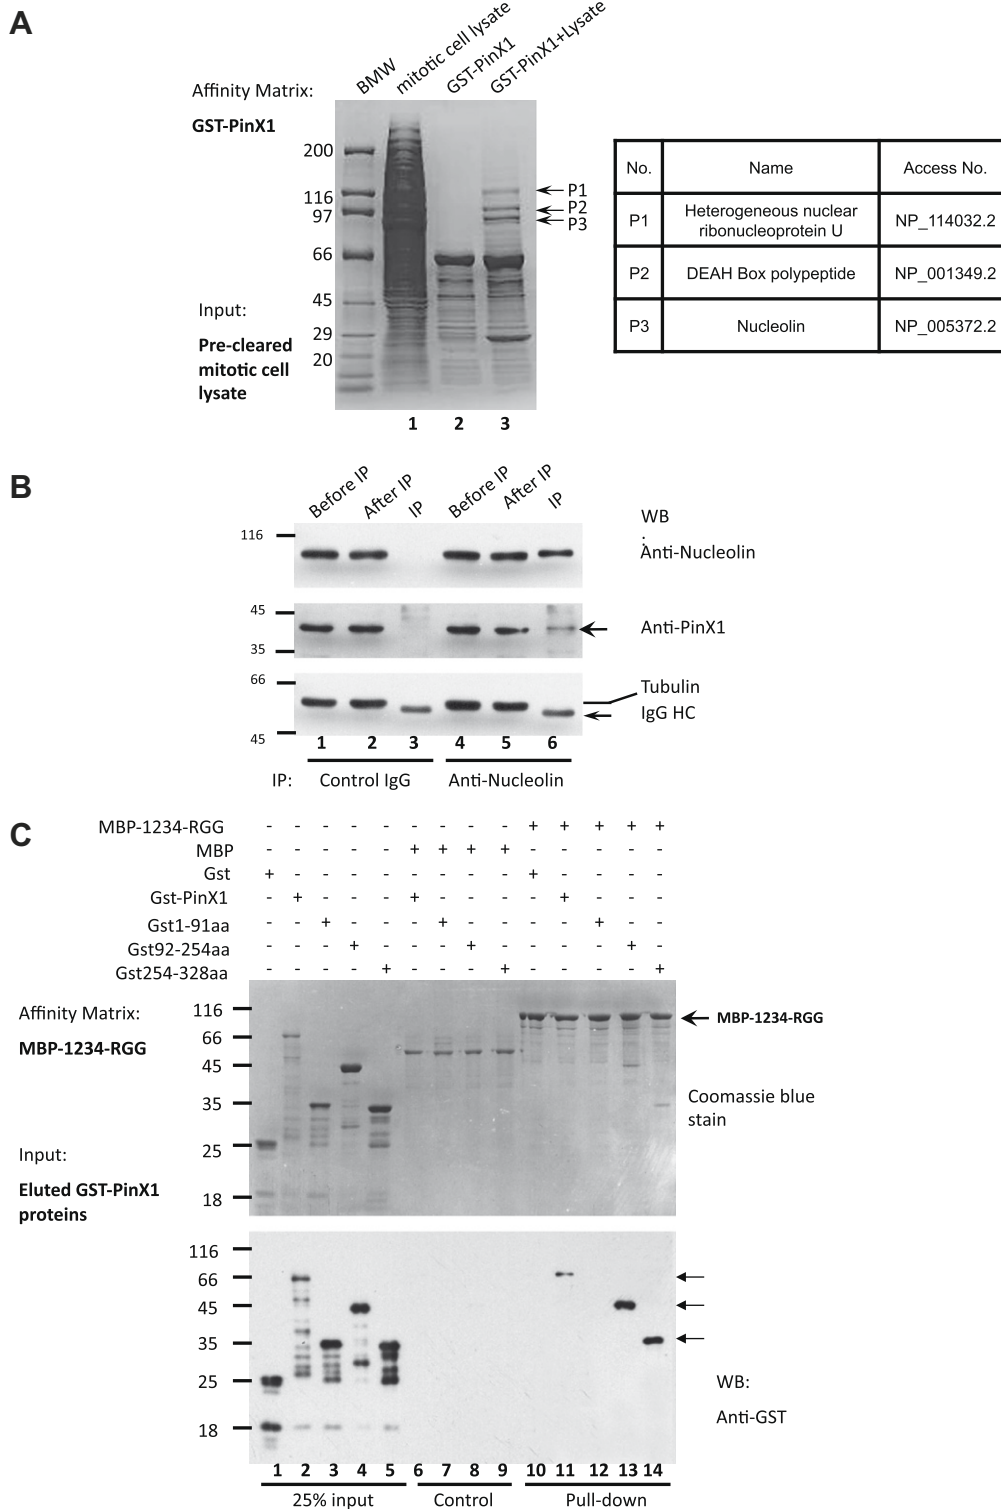 A
BMW
mitotic cell lysate
GST-PinX1
GST-PinX1+Lysate
Affinity Matrix:
GST-PinX1
200
116
97
66
45
29
20
P1
P2
P3
Input:
Pre-cleared
mitotic cell
lysate
1 2 3
No. Name Access No.
P1 Heterogeneous nuclear ribonucleoprotein U NP_114032.2
P2 DEAH Box polypeptide NP_001349.2
P3 Nucleolin NP_005372.2
B
Before IP After IP IP Before IP After IP IP
WB
:
116
Anti-Nucleolin
45
Anti-PinX1
35
66
Tubulin
IgG HC
45
1 2 3 4 5 6
IP: Control IgG Anti-Nucleolin
C
MBP-1234-RGG - - - - - - - - - + + + + +
MBP - - - - - + + + + - - - - -
Gst + - - - - - - - - + - - - -
Gst-PinX1 - + - - - + - - - - + - - -
Gst1-91aa - - + - - - + - - - - + - -
Gst92-254aa - - - + - - - + - - - - + -
Gst254-328aa - - - - + - - - + - - - - +
Affinity Matrix:
MBP-1234-RGG
116
66
45
35
25
18
MBP-1234-RGG
Coomassie blue
stain
Input:
Eluted GST-PinX1
proteins
116
66
45
35
25
18
WB:
Anti-GST
1 2 3 4 5 6 7 8 9 10 11 12 13 14
25% input Control Pull-down